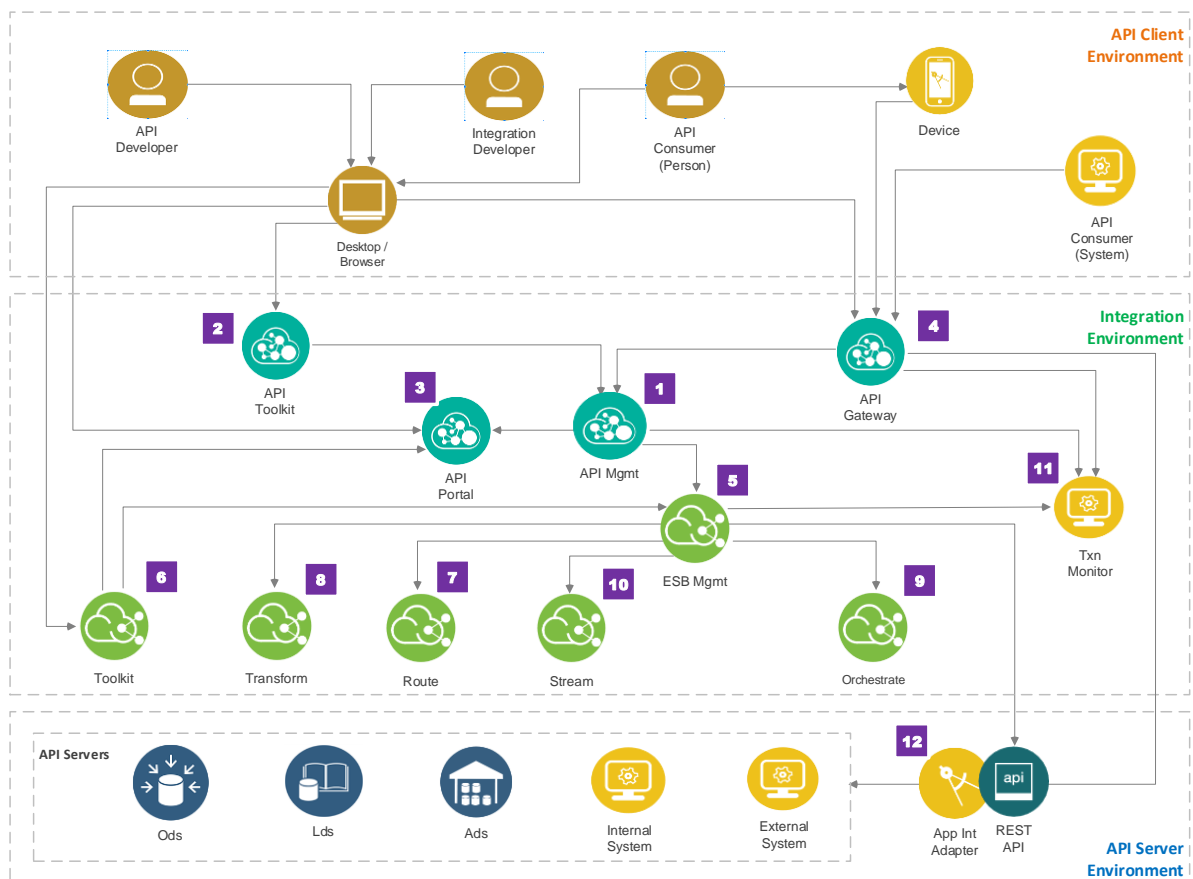 API Client
Environment
API
Developer
Integration
Developer
API
Consumer
(Person)
Device
API
Consumer
(System)
Desktop /
Browser
Integration
Environment
2
API
Toolkit
3
API
Portal
1
API Mgmt
4
API
Gateway
5
ESB Mgmt
11
Txn
Monitor
6
Toolkit
8
Transform
7
Route
10
Stream
9
Orchestrate
API Servers
Ods
Lds
Ads
Internal
System
External
System
12
App Int
Adapter
api
REST
API
API Server
Environment